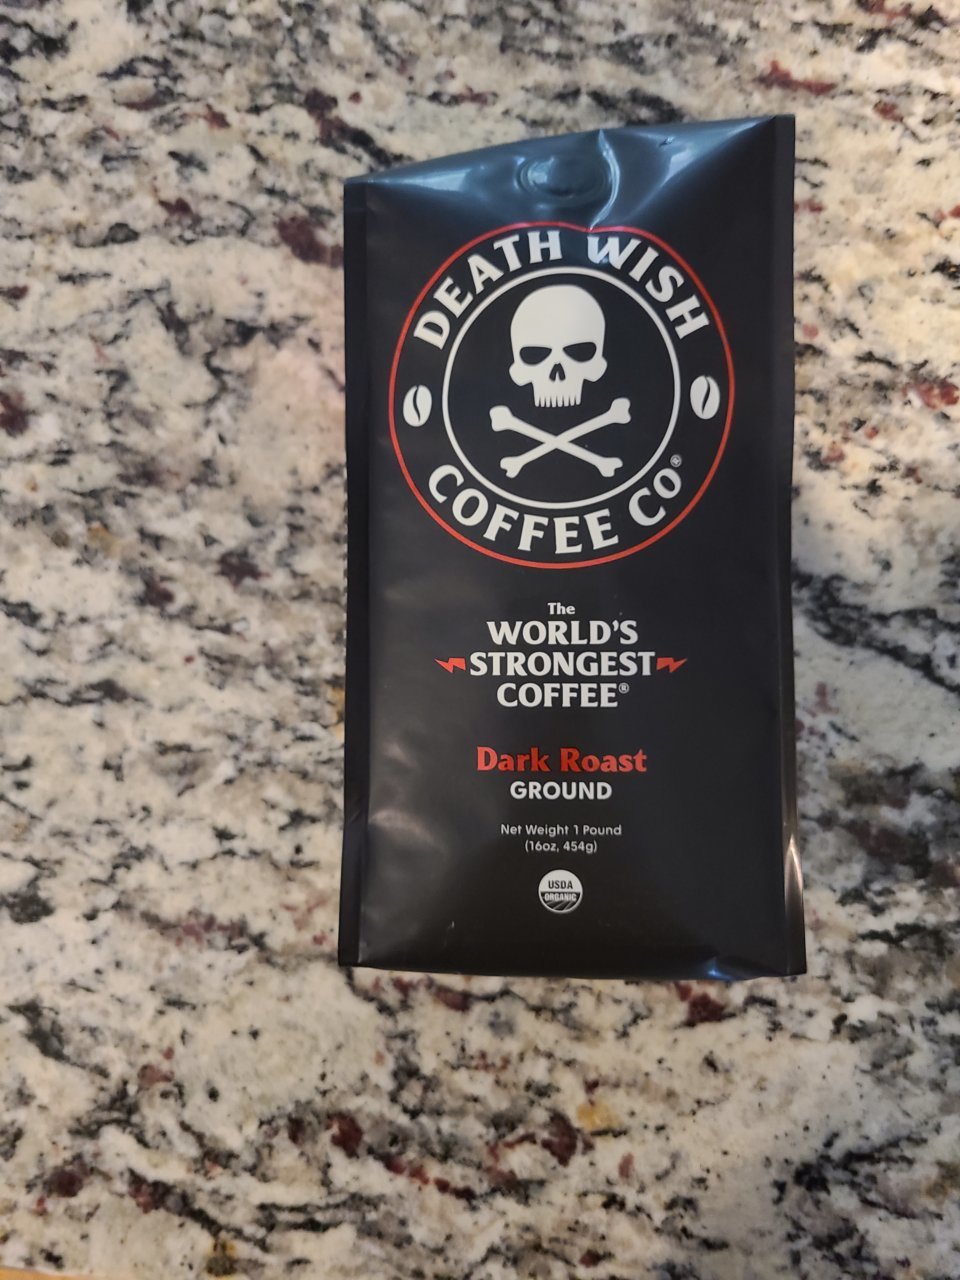 DEATH WISH
COFFEE CO®
The
WORLD'S
STRONGEST
COFFEE®
Dark Roast
GROUND
Net Weight 1 Pound
(16oz, 454g)
USDA
ORGANIC